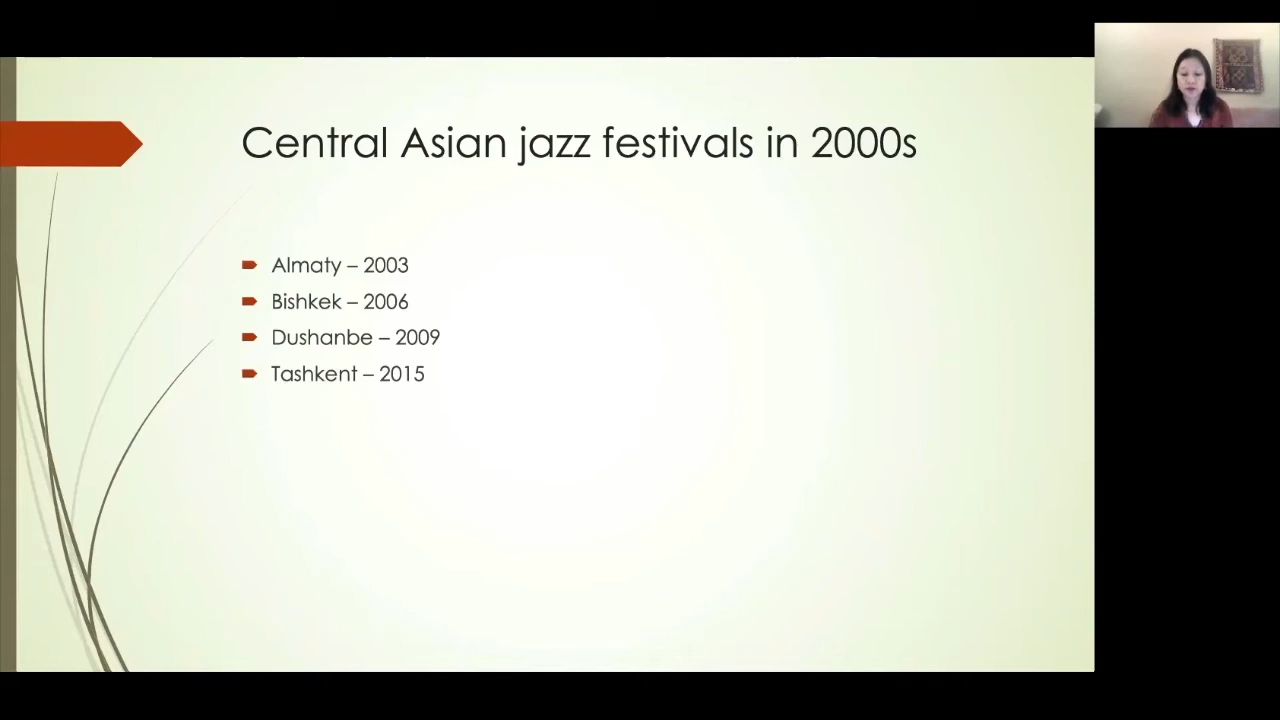 Central Asian jazz festivals in 2000s
Almaty – 2003
Bishkek – 2006
Dushanbe – 2009
Tashkent – 2015